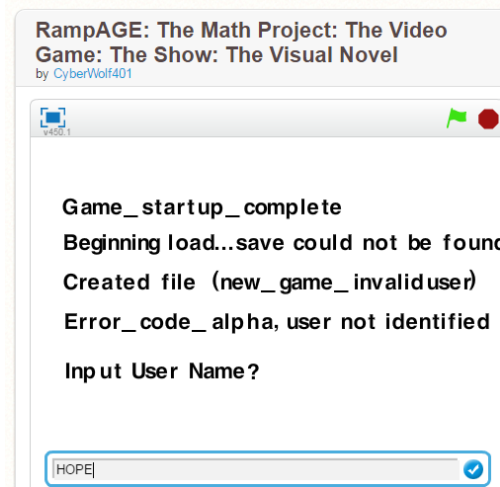 RampAGE: The Math Project: The Video
Game: The Show: The Visual Novel
by CyberWolf401
v450.1
Game_startup_complete
Beginning load...save could not be found
Created file (new_game_invaliduser)
Error_code_alpha, user not identified
Input User Name?
HOPE